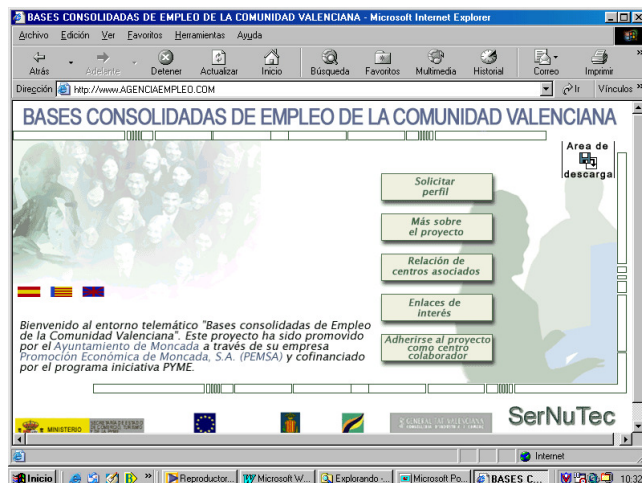 BASES CONSOLIDADAS DE EMPLEO DE LA COMUNIDAD VALENCIANA - Microsoft Internet Explorer
Archivo Edición Ver Favoritos Herramientas Ayuda
Atrás Adelante Detener Actualizar Inicio Búsqueda Favoritos Multimedia Historial Correo Imprimir »
Dirección http://www.AGENCIAEMPLEO.COM Ir Vínculos »
BASES CONSOLIDADAS DE EMPLEO DE LA COMUNIDAD VALENCIANA
Area de
descarga
Solicitar
perfil
Más sobre
el proyecto
Relación de
centros asociados
Enlaces de
interés
Adherirse al proyecto
como centro
colaborador
Bienvenido al entorno telemático "Bases consolidadas de Empleo
de la Comunidad Valenciana". Este proyecto ha sido promovido
por el Ayuntamiento de Moncada a través de su empresa
Promoción Económica de Moncada, S.A. (PEMSA) y cofinanciado
por el programa iniciativa PYME.
MINISTERIO
SerNuTec
Internet
Inicio » Reproductor... Microsoft W... Explorando -... Microsoft Po... BASES C...